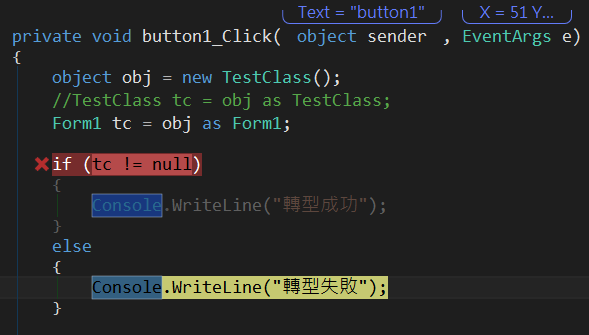 Text = "button1" X = 51 Y...
private void button1_Click( object sender , EventArgs e)
{
object obj = new TestClass();
//TestClass tc = obj as TestClass;
Form1 tc = obj as Form1;
if (tc != null)
{
Console.WriteLine("轉型成功");
}
else
{
Console.WriteLine("轉型失敗");
}